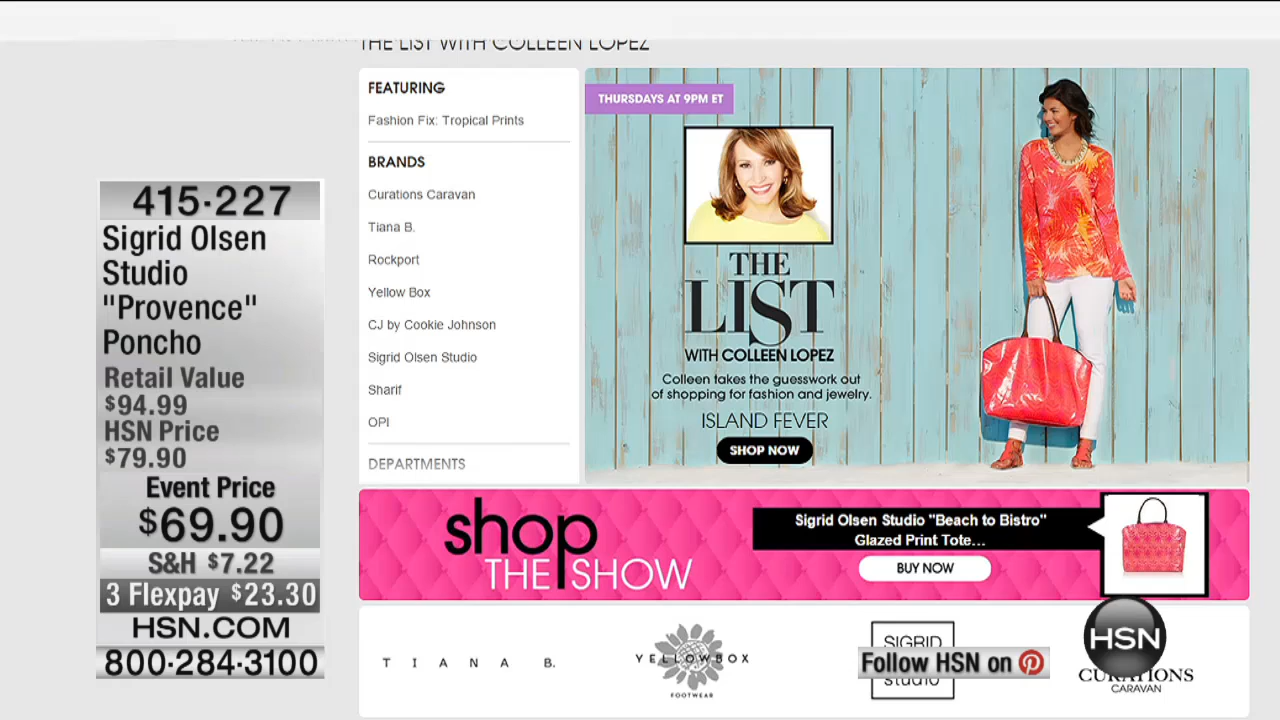 THE LIST WITH COLLEEN LOPEZ
415-227
Sigrid Olsen
Studio
"Provence"
Poncho
Retail Value
$94.99
HSN Price
$79.90
Event Price
$69.90
S&H $7.22
3 Flexpay $23.30
HSN.COM
800-284-3100
FEATURING
Fashion Fix: Tropical Prints
BRANDS
Curations Caravan
Tiana B.
Rockport
Yellow Box
CJ by Cookie Johnson
Sigrid Olsen Studio
Sharif
OPI
DEPARTMENTS
THURSDAYS AT 9PM ET
THE
LIST
WITH COLLEEN LOPEZ
Colleen takes the guesswork out
of shopping for fashion and jewelry.
ISLAND FEVER
SHOP NOW
shop
THE SHOW
Sigrid Olsen Studio "Beach to Bistro"
Glazed Print Tote...
BUY NOW
TIANA B.
YELLOWBOX
FOOTWEAR
SIGRID
studio
Follow HSN on
HSN
CURATIONS
CARAVAN